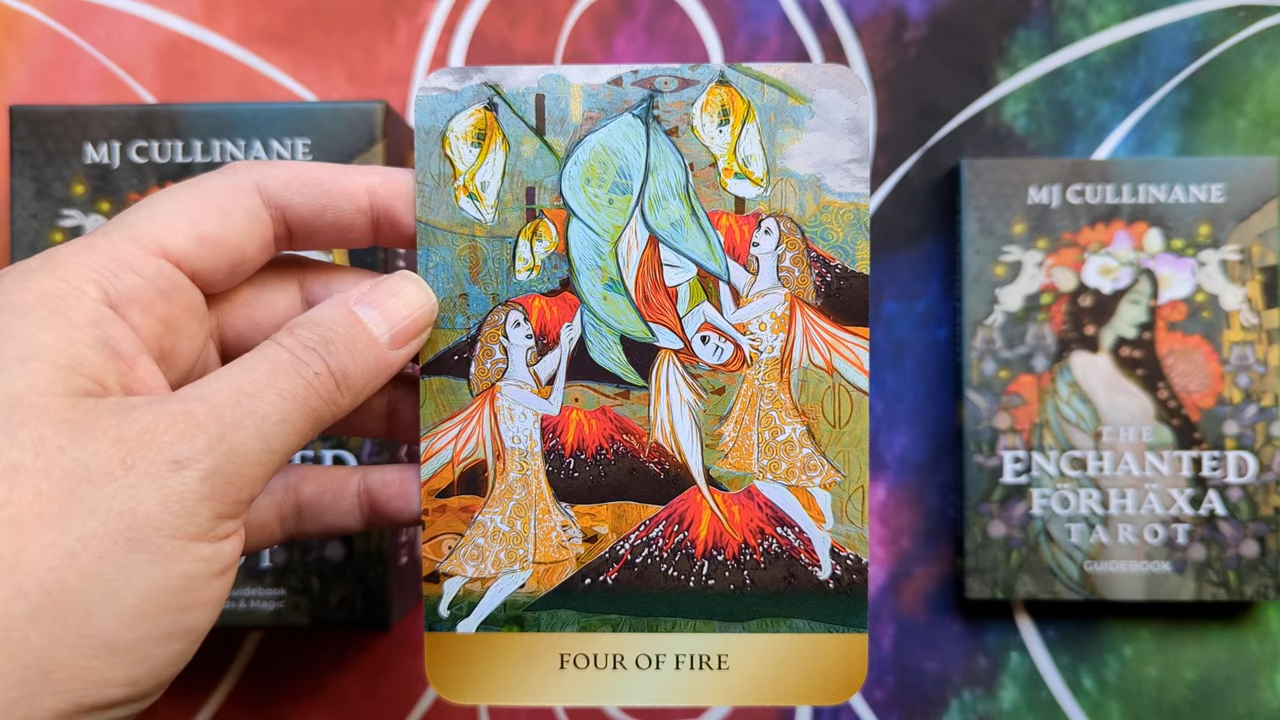 MJ CULLINANE
FOUR OF FIRE
MJ CULLINANE
THE
ENCHANTED
FÖRHÄXA
TAROT
GUIDEBOOK